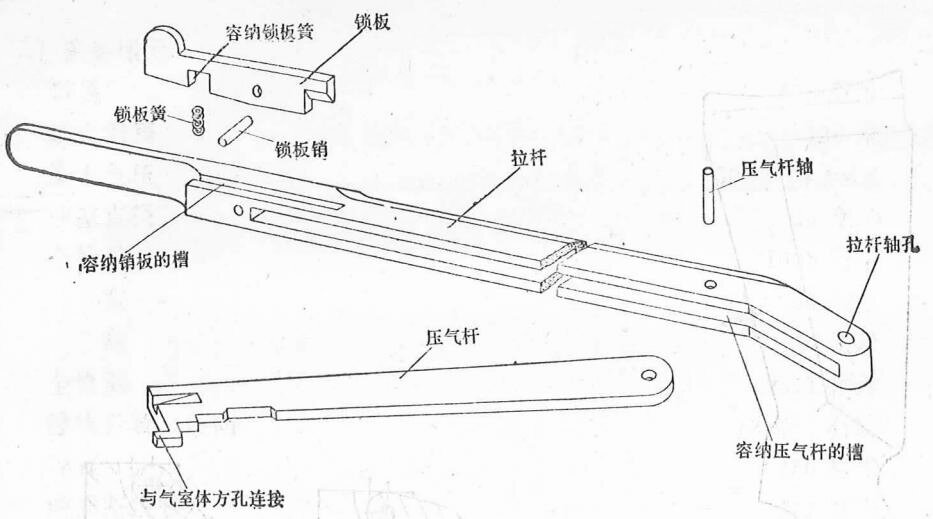 容纳锁板簧
锁板
锁板簧
锁板销
拉杆
压气杆轴
拉杆轴孔
容纳销板的槽
压气杆
容纳压气杆的槽
与气室体方孔连接